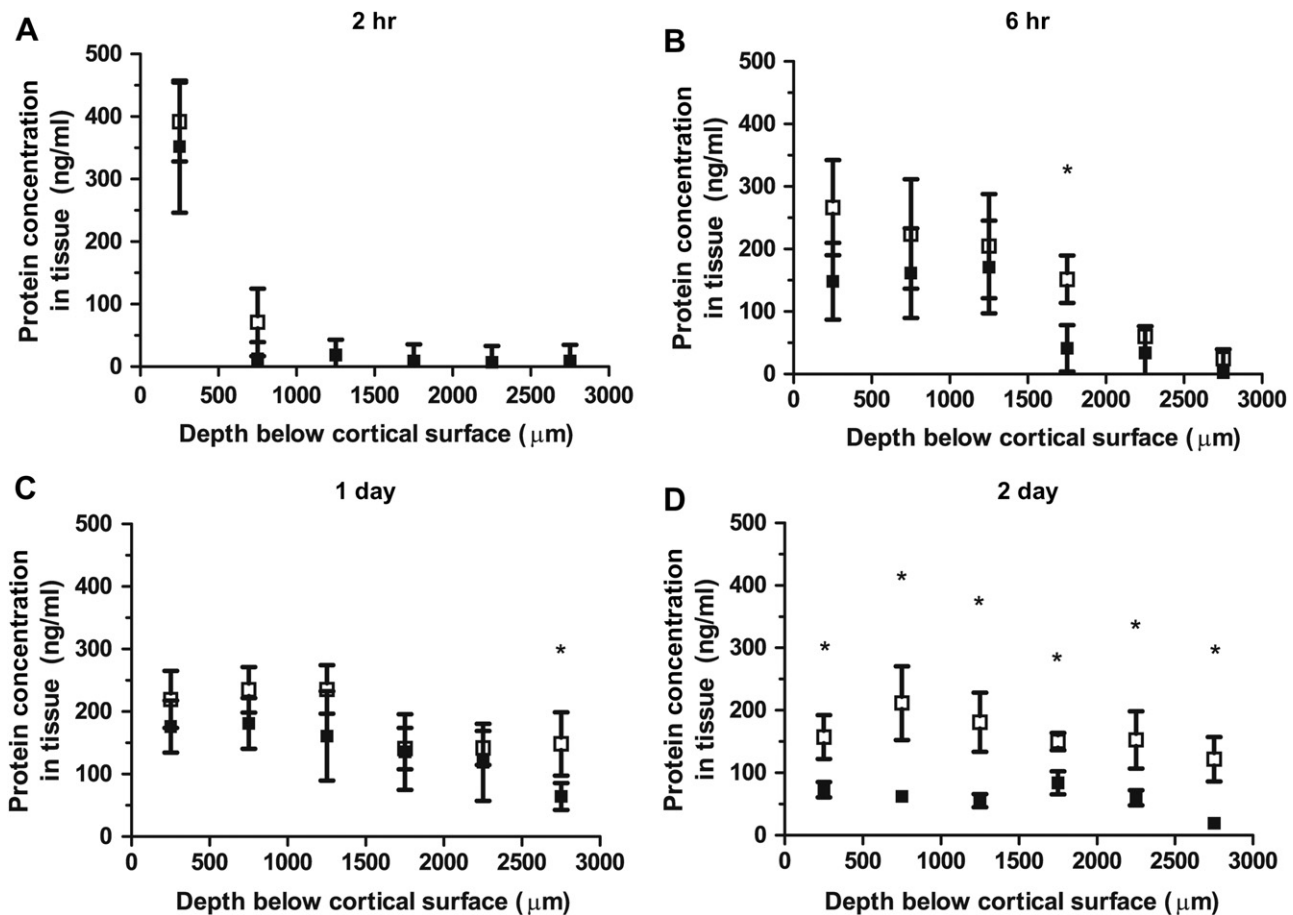 A
2 hr
500
400
300
200
100
0
Protein concentration
in tissue (ng/ml)
0 500 1000 1500 2000 2500 3000
Depth below cortical surface (μm)
B
6 hr
500
400
300
200
100
0
Protein concentration
in tissue (ng/ml)
*
0 500 1000 1500 2000 2500 3000
Depth below cortical surface (μm)
C
1 day
500
400
300
200
100
0
Protein concentration
in tissue (ng/ml)
*
0 500 1000 1500 2000 2500 3000
Depth below cortical surface (μm)
D
2 day
500
400
300
200
100
0
Protein concentration
in tissue (ng/ml)
* * * * * *
0 500 1000 1500 2000 2500 3000
Depth below cortical surface (μm)